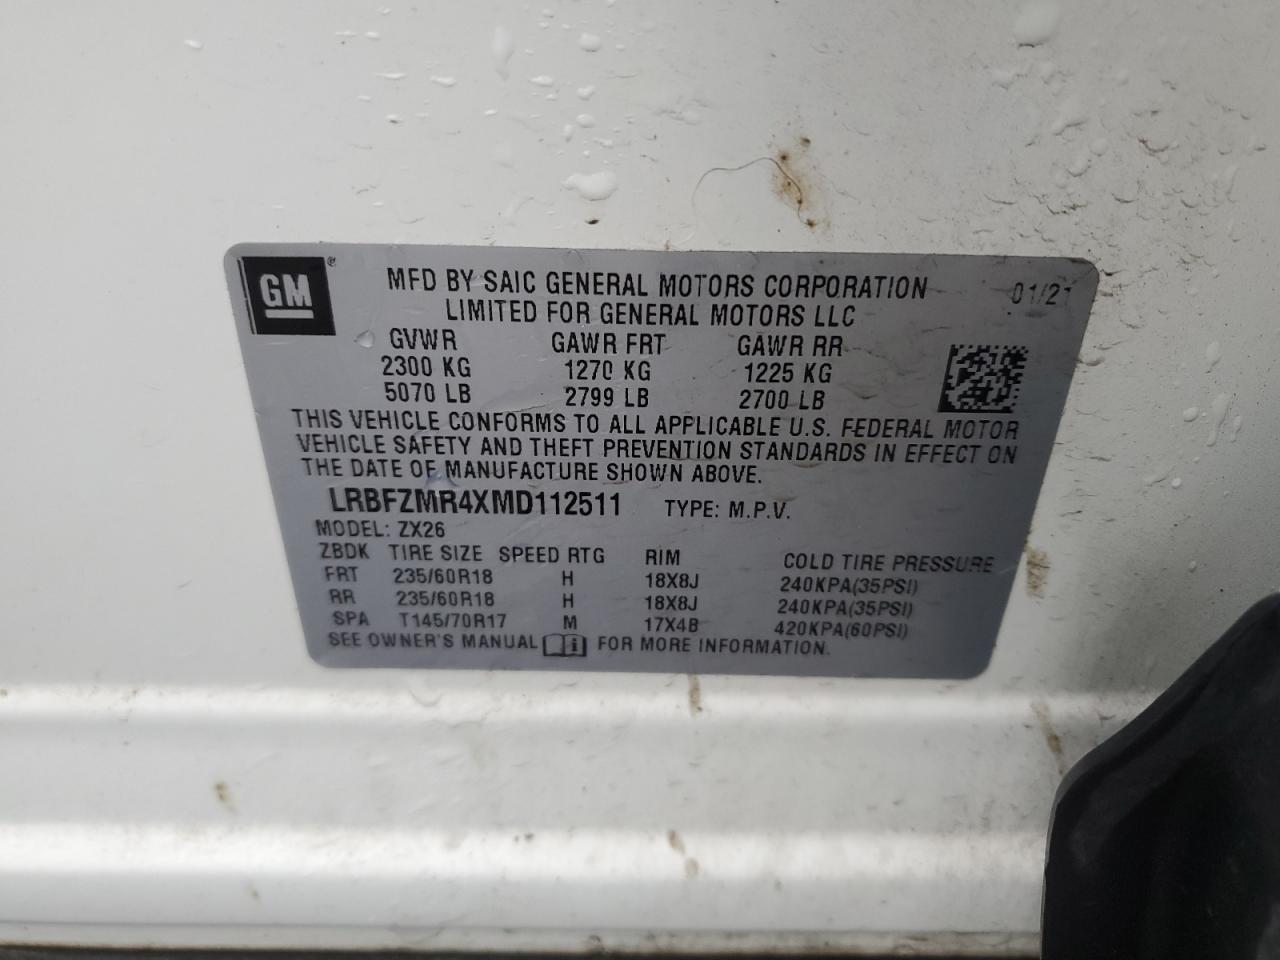 GM ®
MFD BY SAIC GENERAL MOTORS CORPORATION 01/21
LIMITED FOR GENERAL MOTORS LLC
GVWR GAWR FRT GAWR RR
2300 KG 1270 KG 1225 KG
5070 LB 2799 LB 2700 LB
THIS VEHICLE CONFORMS TO ALL APPLICABLE U.S. FEDERAL MOTOR
VEHICLE SAFETY AND THEFT PREVENTION STANDARDS IN EFFECT ON
THE DATE OF MANUFACTURE SHOWN ABOVE.
LRBFZMR4XMD112511 TYPE: M.P.V.
MODEL: ZX26
ZBDK TIRE SIZE SPEED RTG RIM COLD TIRE PRESSURE
FRT 235/60R18 H 18X8J 240KPA(35PSI)
RR 235/60R18 H 18X8J 240KPA(35PSI)
SPA T145/70R17 M 17X4B 420KPA(60PSI)
SEE OWNER'S MANUAL i FOR MORE INFORMATION.